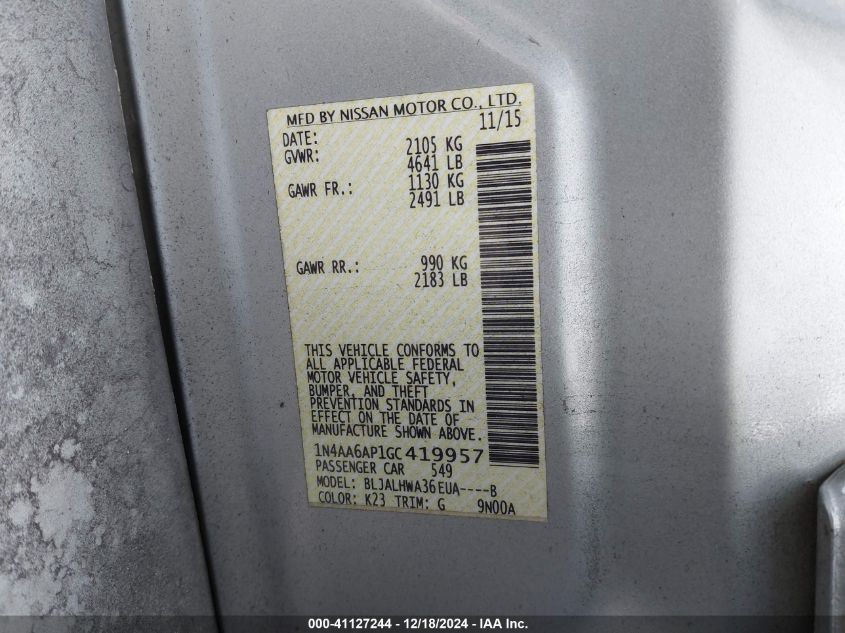 MFD BY NISSAN MOTOR CO., LTD.
DATE: 11/15
GVWR: 2105 KG
4641 LB
GAWR FR.: 1130 KG
2491 LB
GAWR RR.: 990 KG
2183 LB
THIS VEHICLE CONFORMS TO
ALL APPLICABLE FEDERAL
MOTOR VEHICLE SAFETY,
BUMPER, AND THEFT
PREVENTION STANDARDS IN
EFFECT ON THE DATE OF
MANUFACTURE SHOWN ABOVE.
1N4AA6AP1GC419957
PASSENGER CAR 549
MODEL: BLJALHWA36EUA----B
COLOR: K23 TRIM: G 9N00A
000-41127244 - 12/18/2024 - IAA Inc.